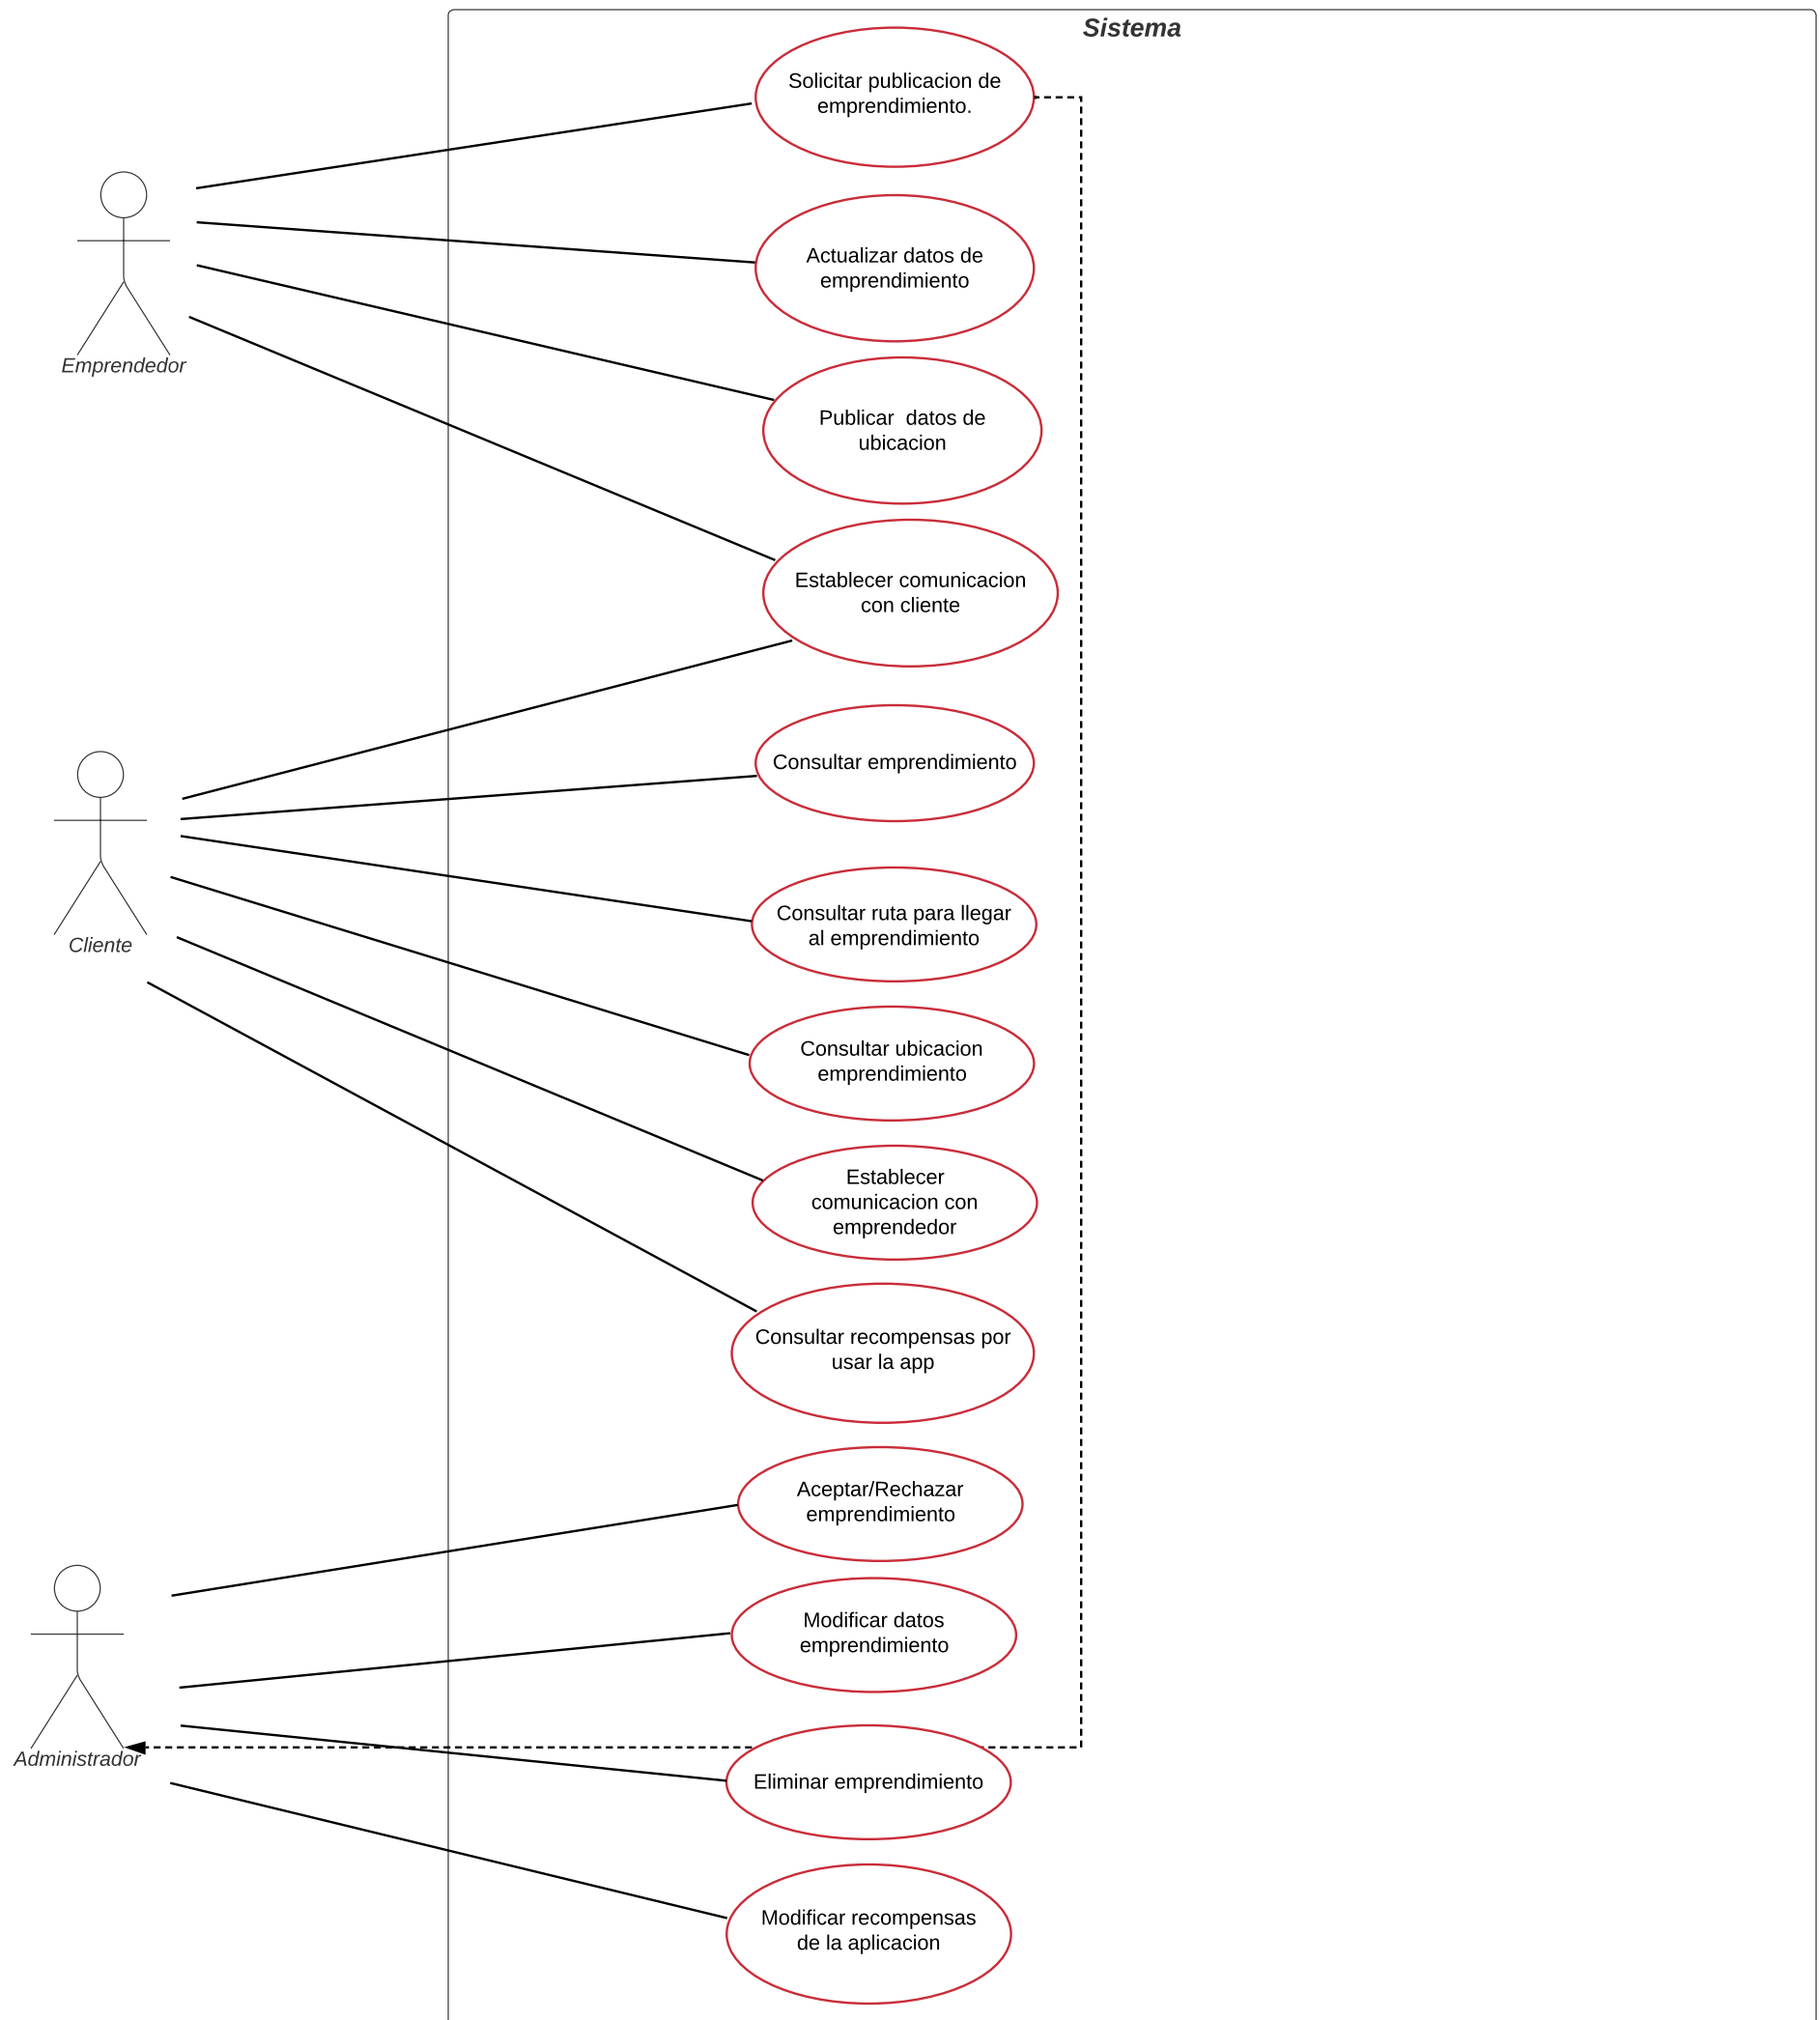 Sistema
Solicitar publicacion de
emprendimiento.
Actualizar datos de
emprendimiento
Emprendedor
Publicar  datos de
ubicacion
Establecer comunicacion
con cliente
Consultar emprendimiento
Consultar ruta para llegar
al emprendimiento
Cliente
Consultar ubicacion
emprendimiento
Establecer
comunicacion con
emprendedor
Consultar recompensas por
usar la app
Aceptar/Rechazar
emprendimiento
Modificar datos
emprendimiento
Administrador
Eliminar emprendimiento
Modificar recompensas
de la aplicacion